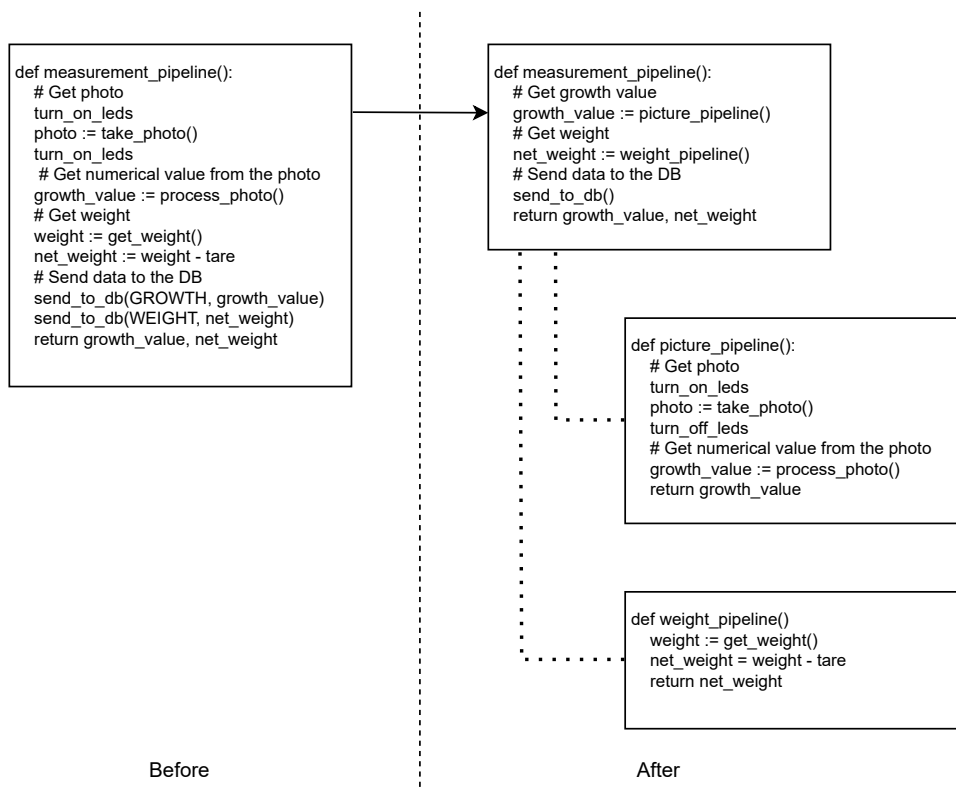 def measurement_pipeline():
# Get photo
turn_on_leds
photo := take_photo()
turn_on_leds
# Get numerical value from the photo
growth_value := process_photo()
# Get weight
weight := get_weight()
net_weight := weight - tare
# Send data to the DB
send_to_db(GROWTH, growth_value)
send_to_db(WEIGHT, net_weight)
return growth_value, net_weight
Before
def measurement_pipeline():
# Get growth value
growth_value := picture_pipeline()
# Get weight
net_weight := weight_pipeline()
# Send data to the DB
send_to_db()
return growth_value, net_weight
def picture_pipeline():
# Get photo
turn_on_leds
photo := take_photo()
turn_off_leds
# Get numerical value from the photo
growth_value := process_photo()
return growth_value
def weight_pipeline()
weight := get_weight()
net_weight = weight - tare
return net_weight
After